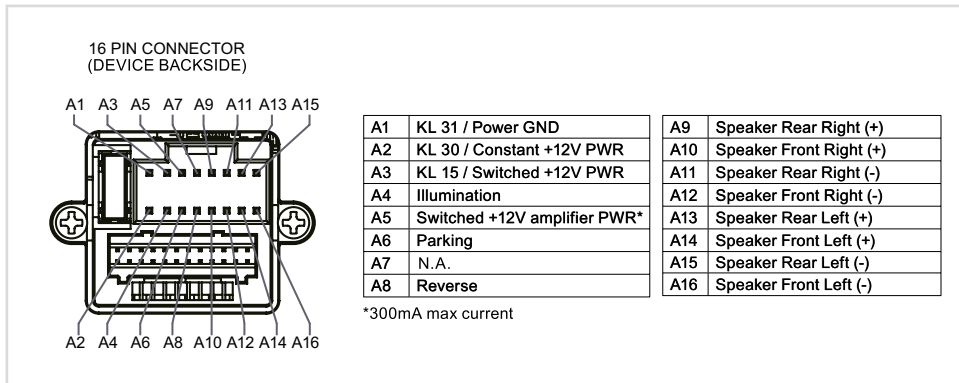 16 PIN CONNECTOR
(DEVICE BACKSIDE)
A1 A3 A5 A7 A9 A11 A13 A15
A2 A4 A6 A8 A10 A12 A14 A16
A1 KL 31 / Power GND
A2 KL 30 / Constant +12V PWR
A3 KL 15 / Switched +12V PWR
A4 Illumination
A5 Switched +12V amplifier PWR*
A6 Parking
A7 N.A.
A8 Reverse
*300mA max current
A9 Speaker Rear Right (+)
A10 Speaker Front Right (+)
A11 Speaker Rear Right (-)
A12 Speaker Front Right (-)
A13 Speaker Rear Left (+)
A14 Speaker Front Left (+)
A15 Speaker Rear Left (-)
A16 Speaker Front Left (-)